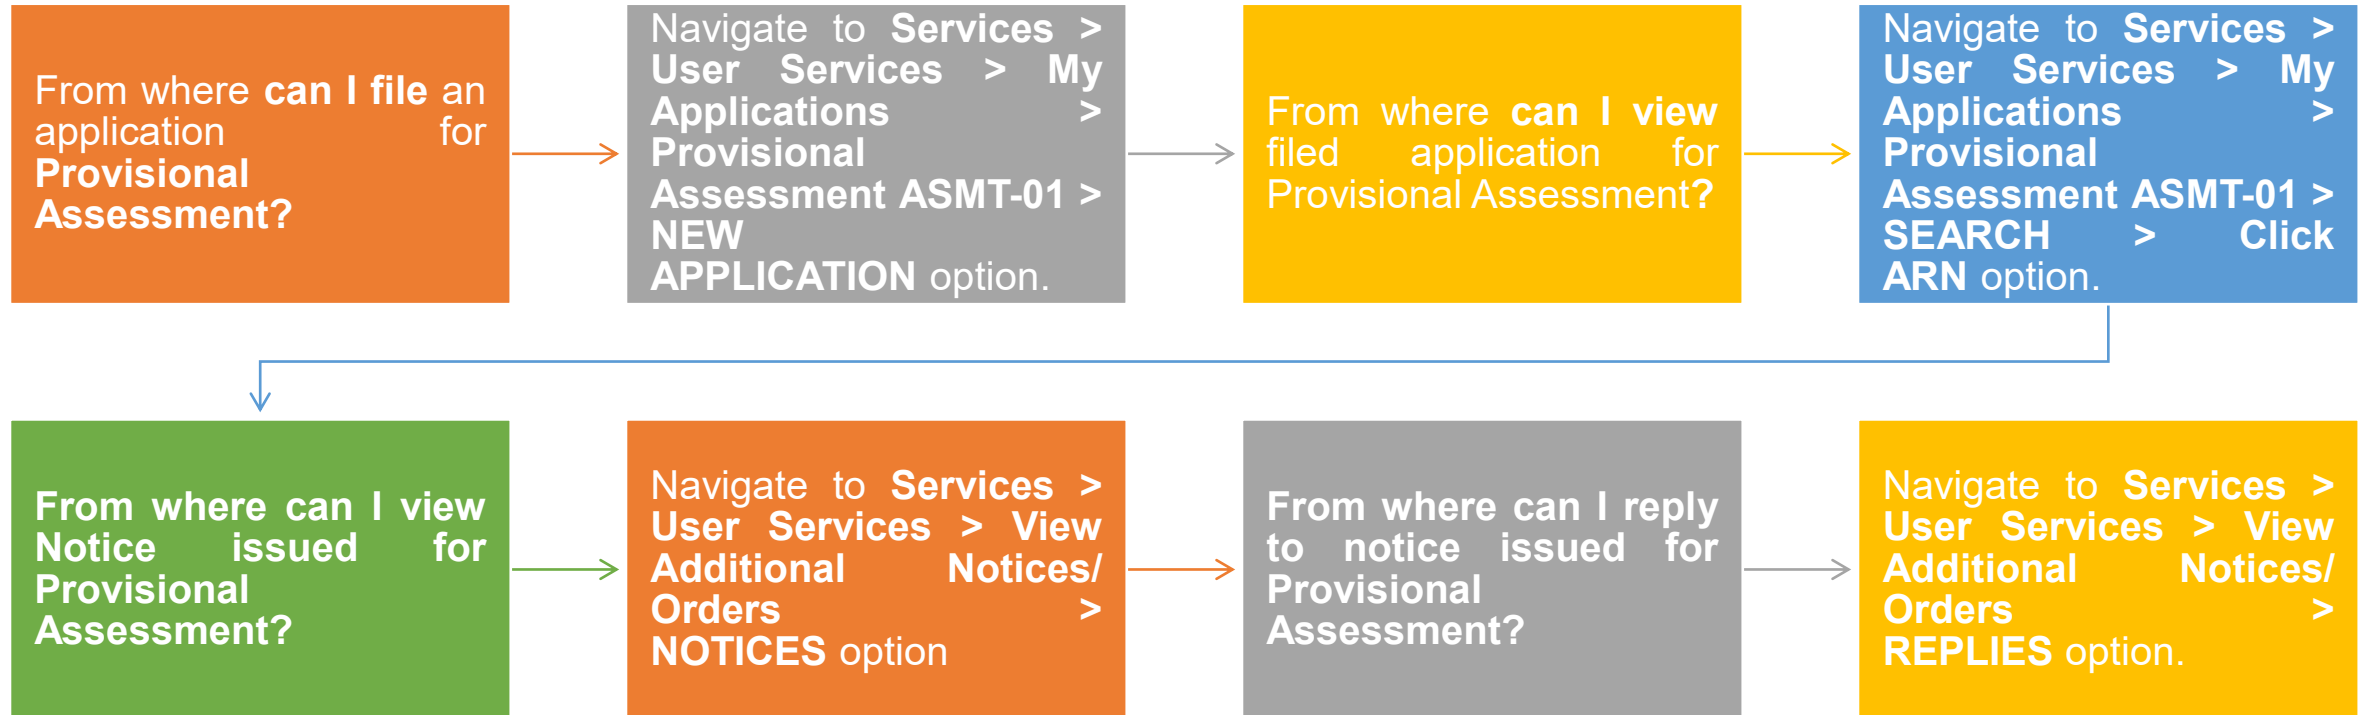 From where can I file an
application for
Provisional
Assessment?
Navigate to Services >
User Services > My
Applications >
Provisional
Assessment ASMT-01 >
NEW
APPLICATION option.
From where can I view
filed application for
Provisional Assessment?
Navigate to Services >
User Services > My
Applications >
Provisional
Assessment ASMT-01 >
SEARCH > Click
ARN option.
From where can I view
Notice issued for
Provisional
Assessment?
Navigate to Services >
User Services > View
Additional Notices/
Orders >
NOTICES option
From where can I reply
to notice issued for
Provisional
Assessment?
Navigate to Services >
User Services > View
Additional Notices/
Orders >
REPLIES option.